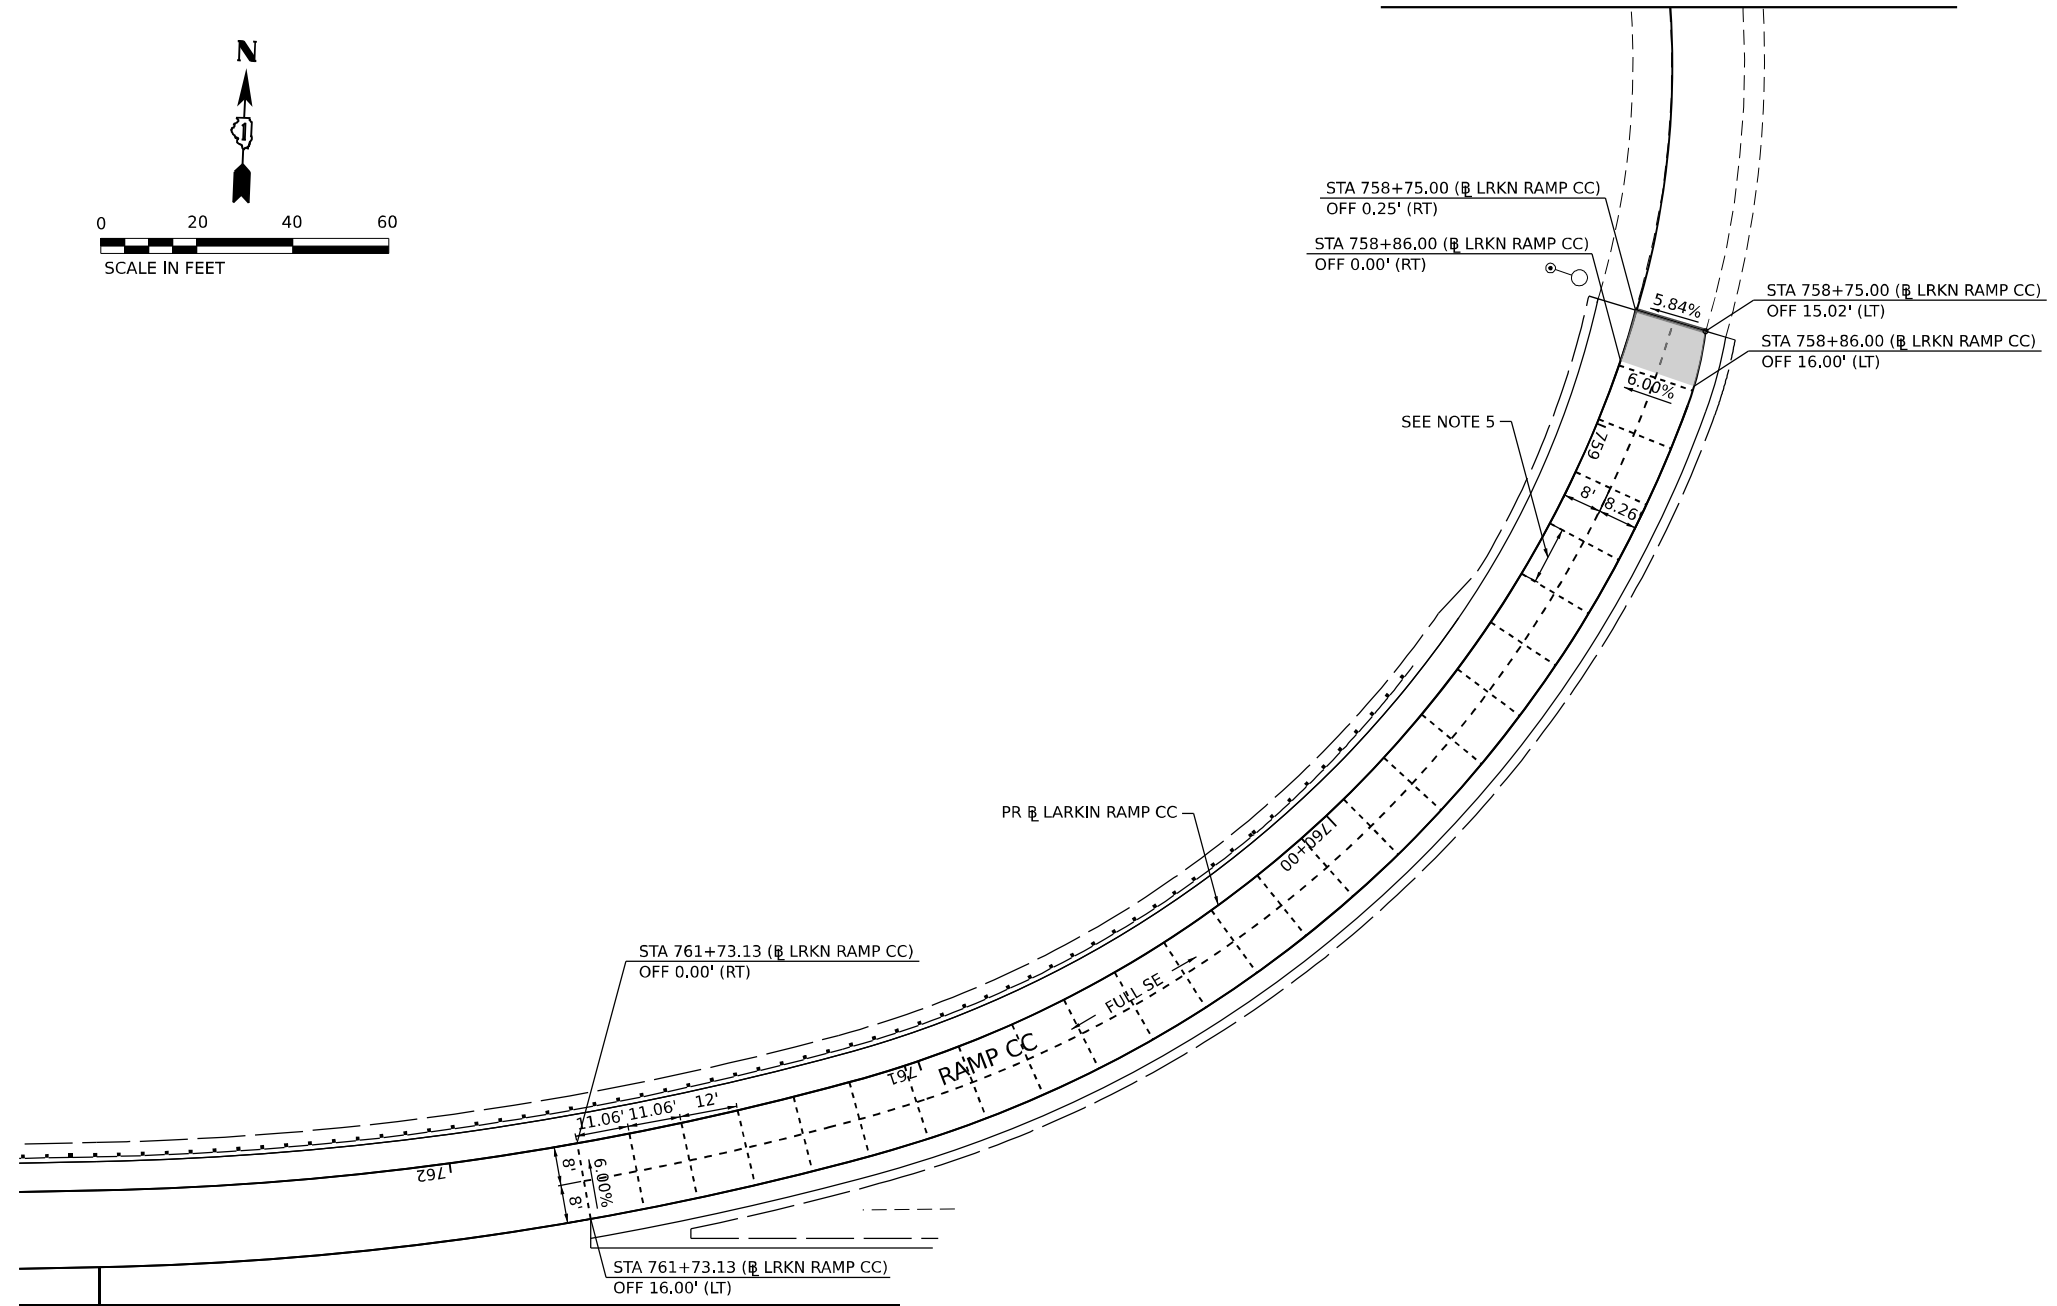 N
1
0 20 40 60
SCALE IN FEET
STA 758+75.00 (℄ LRKN RAMP CC)
OFF 0.25' (RT)
STA 758+86.00 (℄ LRKN RAMP CC)
OFF 0.00' (RT)
5.84%
STA 758+75.00 (℄ LRKN RAMP CC)
OFF 15.02' (LT)
STA 758+86.00 (℄ LRKN RAMP CC)
OFF 16.00' (LT)
6.00%
SEE NOTE 5
759
8'
8.26'
PR ℄ LARKIN RAMP CC
760+00
STA 761+73.13 (℄ LRKN RAMP CC)
OFF 0.00' (RT)
FULL SE
RAMP CC
761
11.06' 11.06' 12'
762
8'
8'
6.00%
STA 761+73.13 (℄ LRKN RAMP CC)
OFF 16.00' (LT)